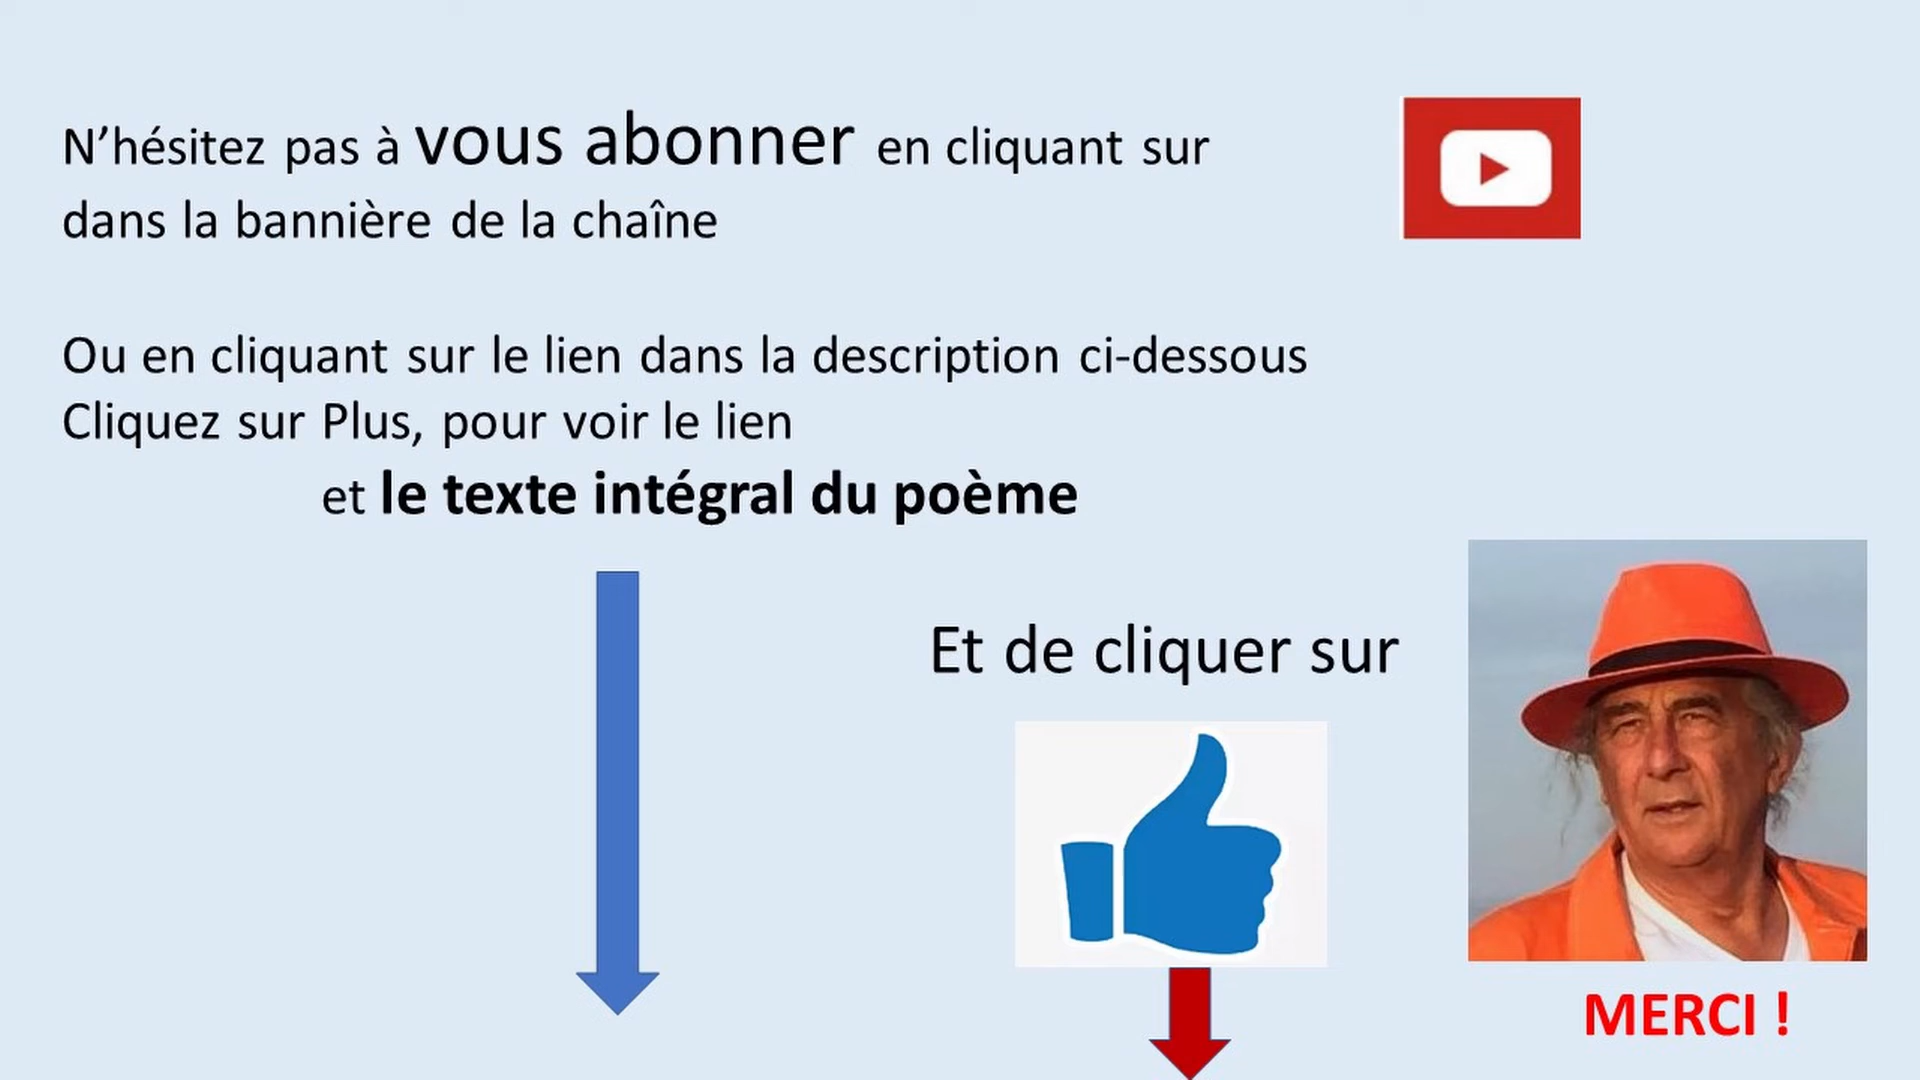 N’hésitez pas à vous abonner en cliquant sur
dans la bannière de la chaîne
Ou en cliquant sur le lien dans la description ci-dessous
Cliquez sur Plus, pour voir le lien
et le texte intégral du poème
Et de cliquer sur
MERCI !